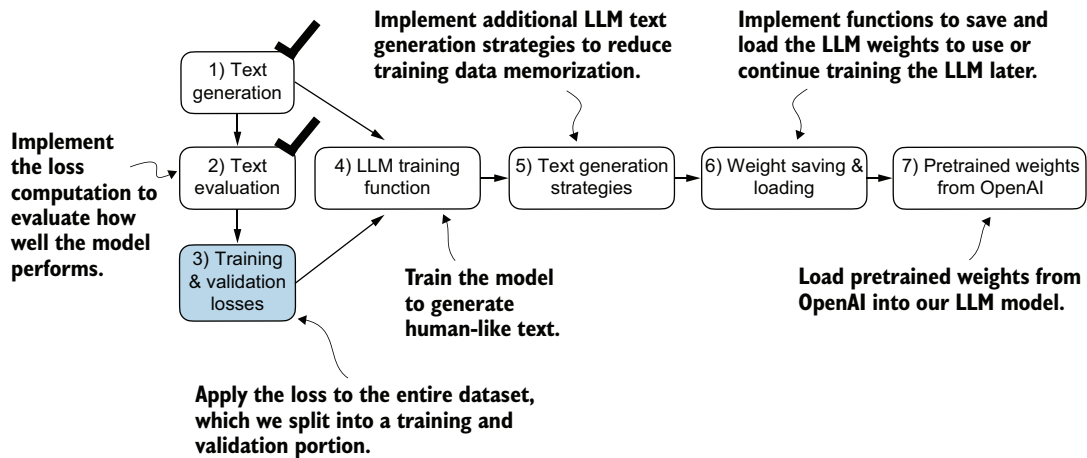 Implement additional LLM text
generation strategies to reduce
training data memorization.
Implement functions to save and
load the LLM weights to use or
continue training the LLM later.
1) Text
generation
Implement
the loss
computation to
evaluate how
well the model
performs.
2) Text
evaluation
4) LLM training
function
5) Text generation
strategies
6) Weight saving &
loading
7) Pretrained weights
from OpenAI
3) Training
& validation
losses
Train the model
to generate
human-like text.
Load pretrained weights from
OpenAI into our LLM model.
Apply the loss to the entire dataset,
which we split into a training and
validation portion.